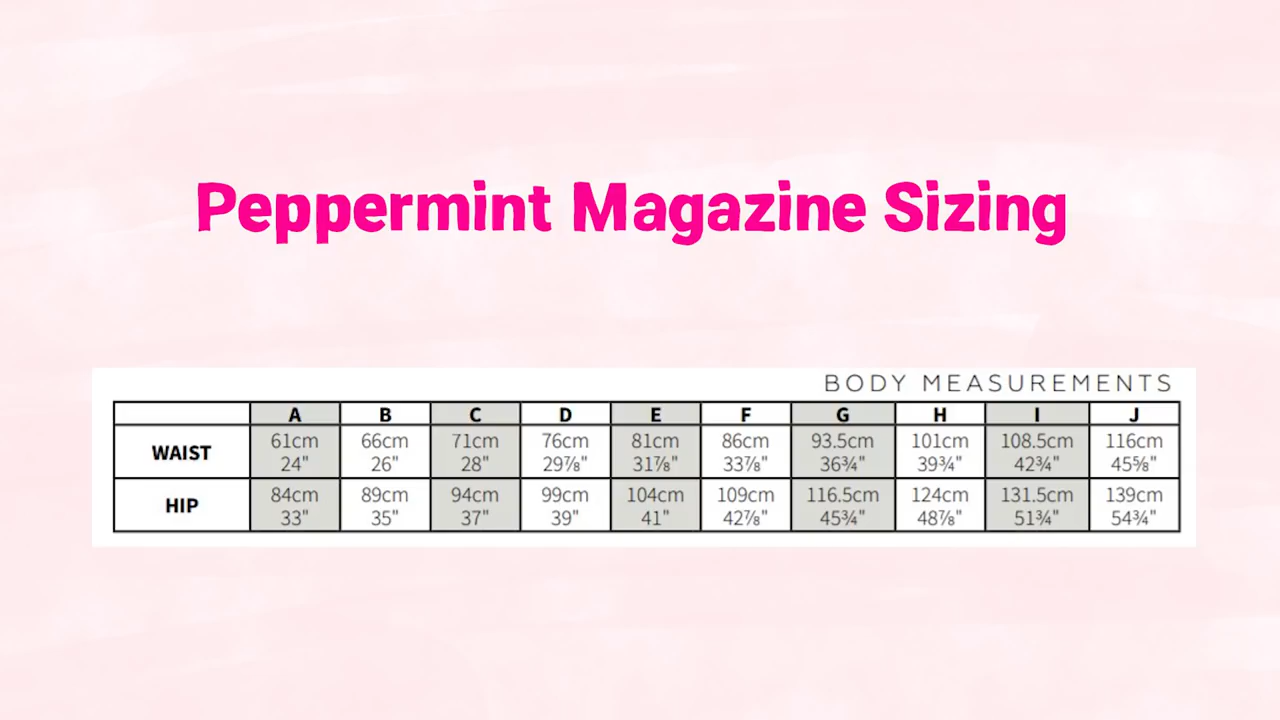 Peppermint Magazine Sizing
BODY MEASUREMENTS
A B C D E F G H I J
WAIST 61cm 66cm 71cm 76cm 81cm 86cm 93.5cm 101cm 108.5cm 116cm
24" 26" 28" 29⅞" 31⅞" 33⅞" 36¾" 39¾" 42¾" 45⅝"
HIP 84cm 89cm 94cm 99cm 104cm 109cm 116.5cm 124cm 131.5cm 139cm
33" 35" 37" 39" 41" 42⅞" 45¾" 48⅞" 51¾" 54¾"